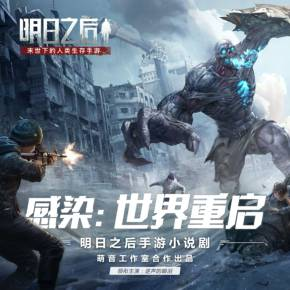 明日之后
末世下的人类生存手游
感染:世界重启
明日之后手游小说剧
萌音工作室合作出品